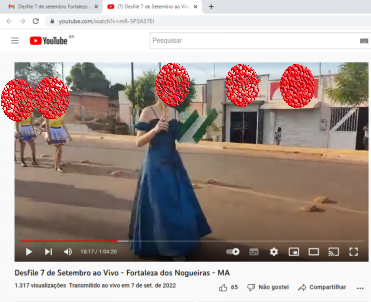 Desfile 7 de setembro Fortaleza
(7) Desfile 7 de Setembro ao Viv
youtube.com/watch?v=mR-5P3A37EI
YouTube BR
Pesquisar
18:17 / 1:04:20
Desfile 7 de Setembro ao Vivo - Fortaleza dos Nogueiras - MA
1.317 visualizações Transmitido ao vivo em 7 de set. de 2022
65 Não gostei Compartilhar